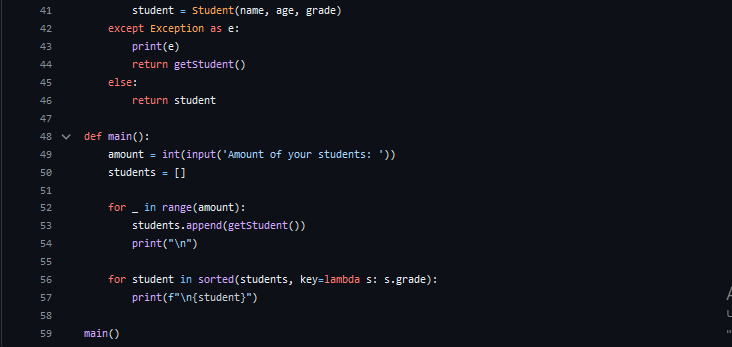 41 student = Student(name, age, grade)
42 except Exception as e:
43 print(e)
44 return getStudent()
45 else:
46 return student
47
48 def main():
49 amount = int(input('Amount of your students: '))
50 students = []
51
52 for _ in range(amount):
53 students.append(getStudent())
54 print("\n")
55
56 for student in sorted(students, key=lambda s: s.grade):
57 print(f"\n{student}")
58
59 main()